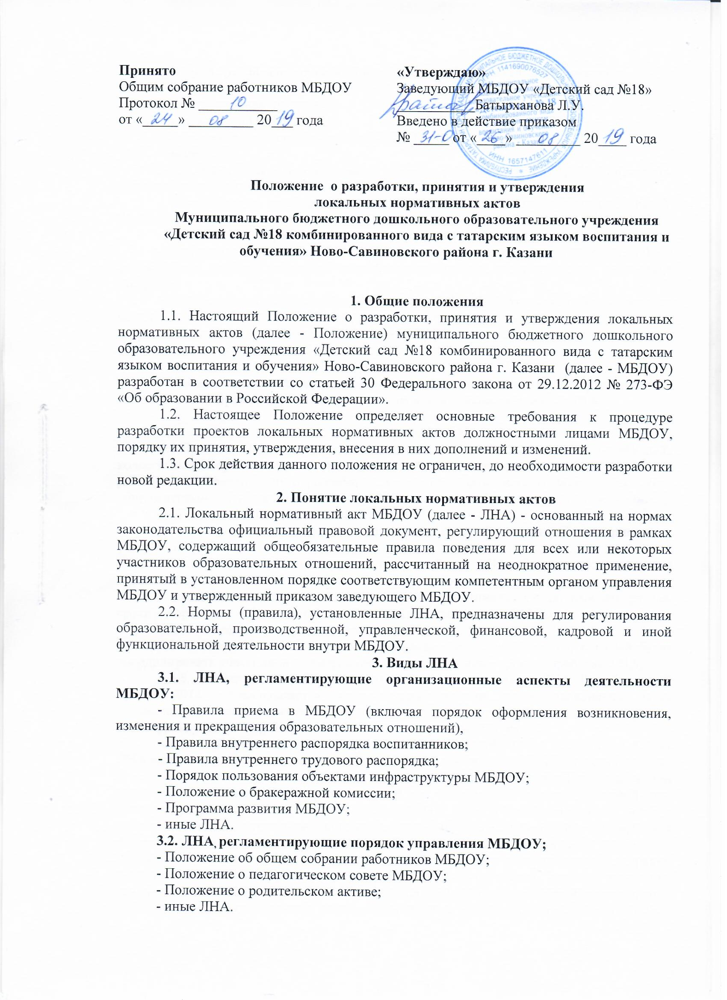 Принято
Общим собрание работников МБДОУ
Протокол № 10
от «24» 08 2019 года
«Утверждаю»
Заведующий МБДОУ «Детский сад №18»
Батырханова Л.У.
Введено в действие приказом
№ 31-О от «26» 08 2019 года
ОГРН 1141690076527
ИНН 1657147611
Положение о разработки, принятия и утверждения
локальных нормативных актов
Муниципального бюджетного дошкольного образовательного учреждения
«Детский сад №18 комбинированного вида с татарским языком воспитания и
обучения» Ново-Савиновского района г. Казани
1. Общие положения
1.1. Настоящий Положение о разработки, принятия и утверждения локальных
нормативных актов (далее - Положение) муниципального бюджетного дошкольного
образовательного учреждения «Детский сад №18 комбинированного вида с татарским
языком воспитания и обучения» Ново-Савиновского района г. Казани (далее - МБДОУ)
разработан в соответствии со статьей 30 Федерального закона от 29.12.2012 № 273-ФЭ
«Об образовании в Российской Федерации».
1.2. Настоящее Положение определяет основные требования к процедуре
разработки проектов локальных нормативных актов должностными лицами МБДОУ,
порядку их принятия, утверждения, внесения в них дополнений и изменений.
1.3. Срок действия данного положения не ограничен, до необходимости разработки
новой редакции.
2. Понятие локальных нормативных актов
2.1. Локальный нормативный акт МБДОУ (далее - ЛНА) - основанный на нормах
законодательства официальный правовой документ, регулирующий отношения в рамках
МБДОУ, содержащий общеобязательные правила поведения для всех или некоторых
участников образовательных отношений, рассчитанный на неоднократное применение,
принятый в установленном порядке соответствующим компетентным органом управления
МБДОУ и утвержденный приказом заведующего МБДОУ.
2.2. Нормы (правила), установленные ЛНА, предназначены для регулирования
образовательной, производственной, управленческой, финансовой, кадровой и иной
функциональной деятельности внутри МБДОУ.
3. Виды ЛНА
3.1. ЛНА, регламентирующие организационные аспекты деятельности
МБДОУ:
- Правила приема в МБДОУ (включая порядок оформления возникновения,
изменения и прекращения образовательных отношений),
- Правила внутреннего распорядка воспитанников;
- Правила внутреннего трудового распорядка;
- Порядок пользования объектами инфраструктуры МБДОУ;
- Положение о бракеражной комиссии;
- Программа развития МБДОУ;
- иные ЛНА.
3.2. ЛНА, регламентирующие порядок управления МБДОУ;
- Положение об общем собрании работников МБДОУ;
- Положение о педагогическом совете МБДОУ;
- Положение о родительском активе;
- иные ЛНА.